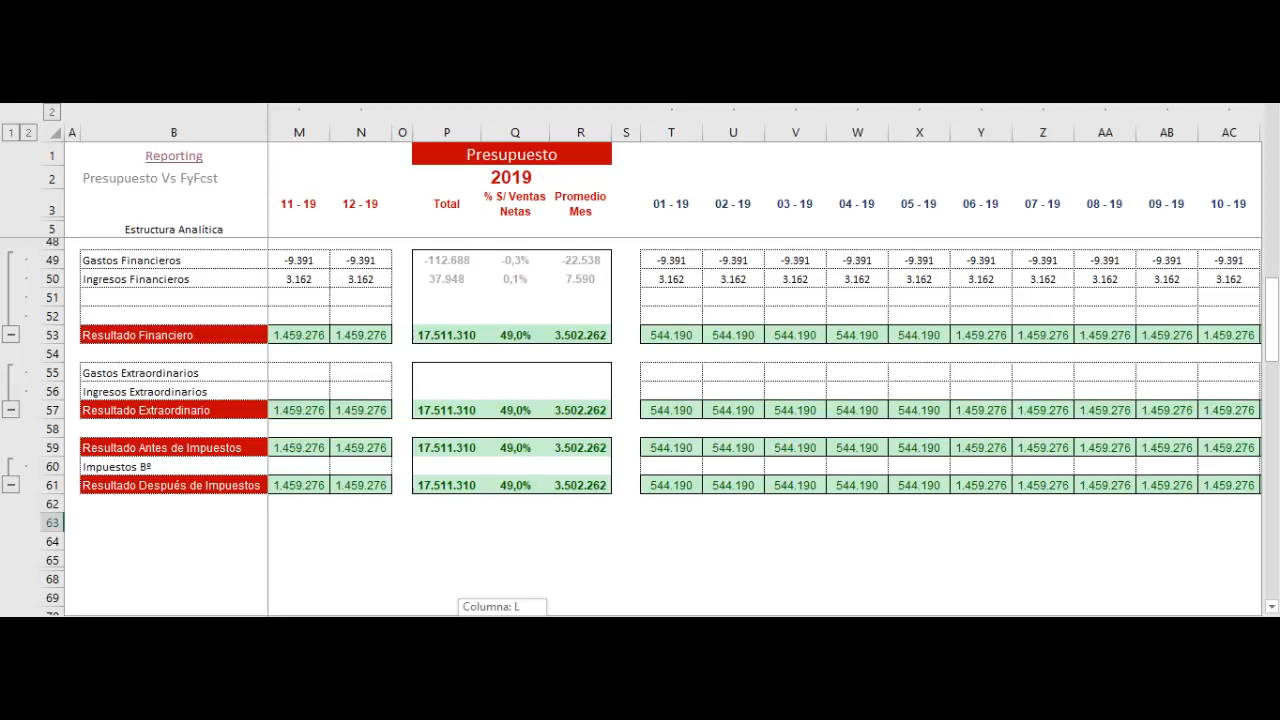 2
1 2 A B M N O P Q R S T U V W X Y Z AA AB AC
1 Reporting Presupuesto
2 Presupuesto Vs FyFcst 2019
3 11 - 19 12 - 19 Total % S/ Ventas Netas Promedio Mes 01 - 19 02 - 19 03 - 19 04 - 19 05 - 19 06 - 19 07 - 19 08 - 19 09 - 19 10 - 19
5 Estructura Analítica
48
49 Gastos Financieros -9.391 -9.391 -112.688 -0,3% -22.538 -9.391 -9.391 -9.391 -9.391 -9.391 -9.391 -9.391 -9.391 -9.391 -9.391
50 Ingresos Financieros 3.162 3.162 37.948 0,1% 7.590 3.162 3.162 3.162 3.162 3.162 3.162 3.162 3.162 3.162 3.162
51
52
53 Resultado Financiero 1.459.276 1.459.276 17.511.310 49,0% 3.502.262 544.190 544.190 544.190 544.190 544.190 1.459.276 1.459.276 1.459.276 1.459.276 1.459.276
54
55 Gastos Extraordinarios
56 Ingresos Extraordinarios
57 Resultado Extraordinario 1.459.276 1.459.276 17.511.310 49,0% 3.502.262 544.190 544.190 544.190 544.190 544.190 1.459.276 1.459.276 1.459.276 1.459.276 1.459.276
58
59 Resultado Antes de Impuestos 1.459.276 1.459.276 17.511.310 49,0% 3.502.262 544.190 544.190 544.190 544.190 544.190 1.459.276 1.459.276 1.459.276 1.459.276 1.459.276
60 Impuestos Bº
61 Resultado Después de Impuestos 1.459.276 1.459.276 17.511.310 49,0% 3.502.262 544.190 544.190 544.190 544.190 544.190 1.459.276 1.459.276 1.459.276 1.459.276 1.459.276
62
63
64
65
68
69
Columna: L